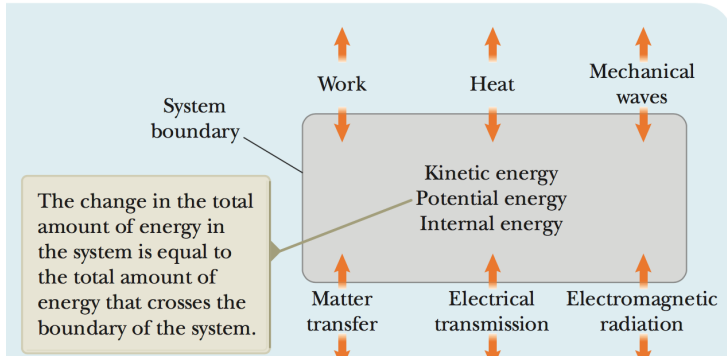 Work
Heat
Mechanical
waves
System
boundary
Kinetic energy
Potential energy
Internal energy
The change in the total
amount of energy in
the system is equal to
the total amount of
energy that crosses the
boundary of the system.
Matter
transfer
Electrical
transmission
Electromagnetic
radiation